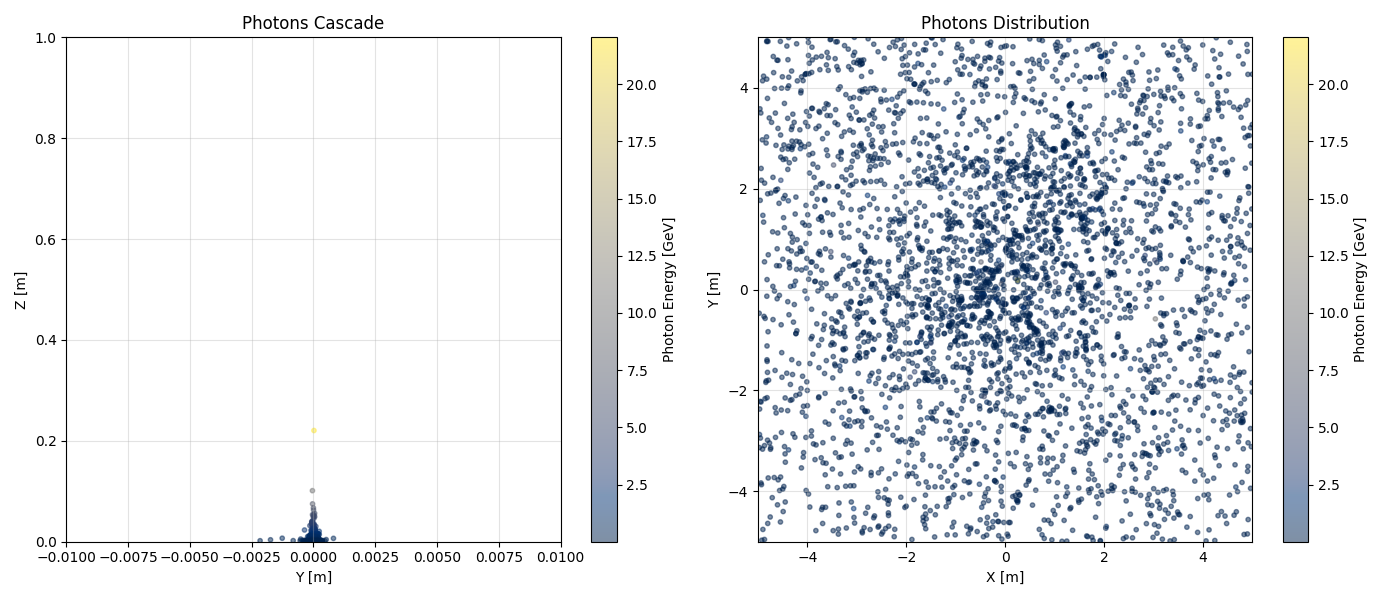 Photons Cascade
1.0
0.8
0.6
0.4
0.2
0.0
Z [m]
−0.0100 −0.0075 −0.0050 −0.0025 0.0000 0.0025 0.0050 0.0075 0.0100
Y [m]
20.0
17.5
15.0
12.5
10.0
7.5
5.0
2.5
Photon Energy [GeV]
Photons Distribution
4
2
0
−2
−4
Y [m]
−4 −2 0 2 4
X [m]
20.0
17.5
15.0
12.5
10.0
7.5
5.0
2.5
Photon Energy [GeV]